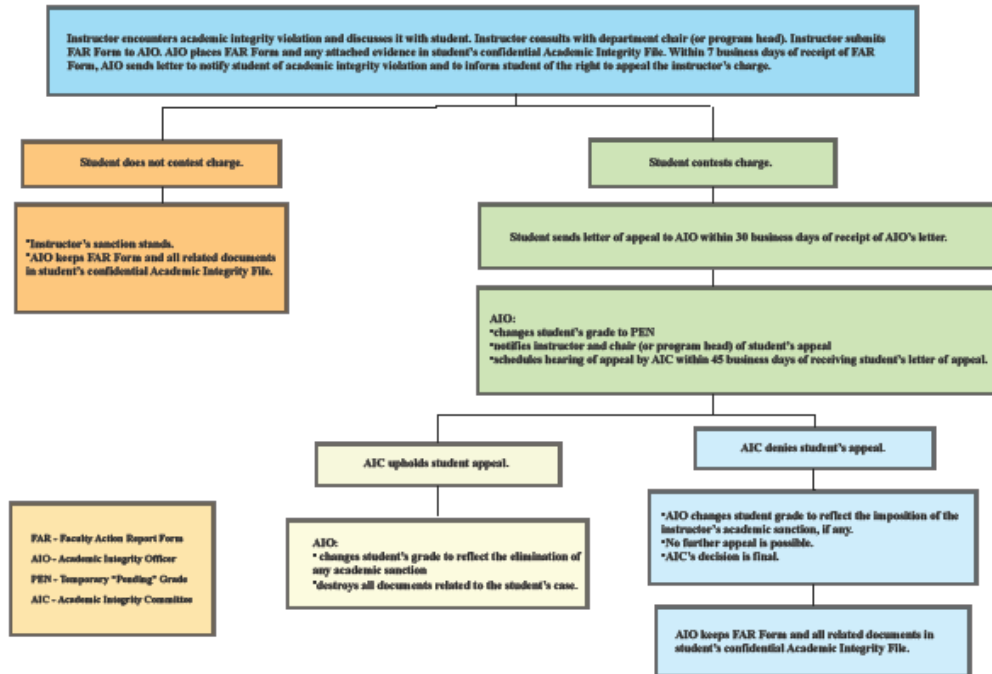 Instructor encounters academic integrity violation and discusses it with student. Instructor consults with department chair (or program head). Instructor submits
FAR Form to AIO. AIO places FAR Form and any attached evidence in student's confidential Academic Integrity File. Within 7 business days of receipt of FAR
Form, AIO sends letter to notify student of academic integrity violation and to inform student of the right to appeal the instructor's charge.
Student does not contest charge.
Student contests charge.
•Instructor's sanction stands.
•AIO keeps FAR Form and all related documents
in student's confidential Academic Integrity File.
Student sends letter of appeal to AIO within 30 business days of receipt of AIO's letter.
AIO:
•changes student's grade to PEN
•notifies instructor and chair (or program head) of student's appeal
•schedules hearing of appeal by AIC within 45 business days of receiving student's letter of appeal.
AIC upholds student appeal.
AIC denies student's appeal.
AIO:
• changes student's grade to reflect the elimination of
any academic sanction
•destroys all documents related to the student's case.
•AIO changes student grade to reflect the imposition of the
instructor's academic sanction, if any.
•No further appeal is possible.
•AIC's decision is final.
AIO keeps FAR Form and all related documents in
student's confidential Academic Integrity File.
FAR - Faculty Action Report Form
AIO - Academic Integrity Officer
PEN - Temporary "Pending" Grade
AIC - Academic Integrity Committee